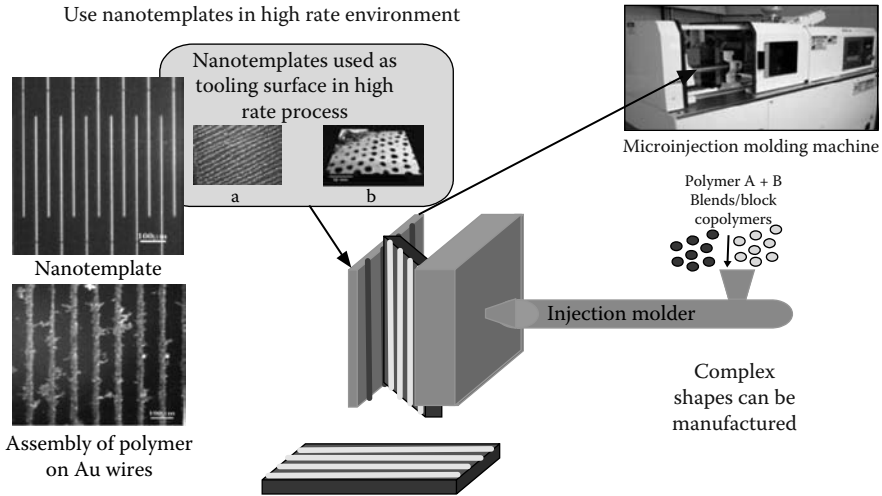 Use nanotemplates in high rate environment
Nanotemplates used as
tooling surface in high
rate process
a
b
Nanotemplate
Assembly of polymer
on Au wires
Microinjection molding machine
Polymer A + B
Blends/block
copolymers
Injection molder
Complex
shapes can be
manufactured